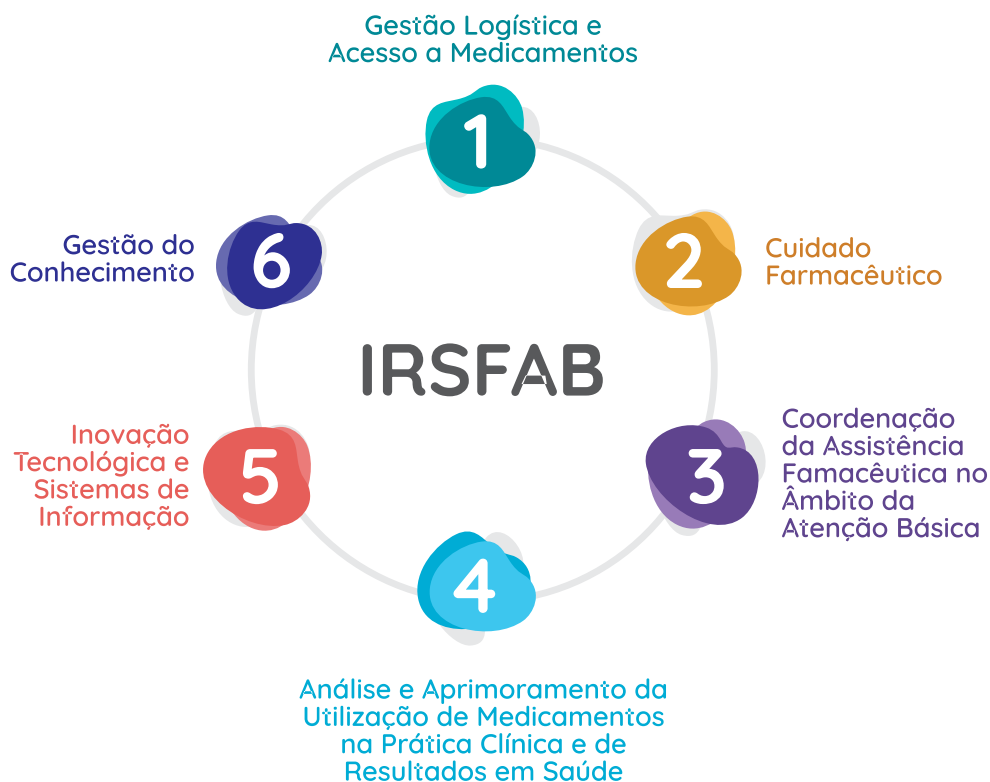 Gestão Logística e
Acesso a Medicamentos
1
2
Cuidado
Farmacêutico
3
Coordenação
da Assistência
Famacêutica no
Âmbito da
Atenção Básica
4
Análise e Aprimoramento da
Utilização de Medicamentos
na Prática Clínica e de
Resultados em Saúde
5
Inovação
Tecnológica e
Sistemas de
Informação
6
Gestão do
Conhecimento
IRSFAB